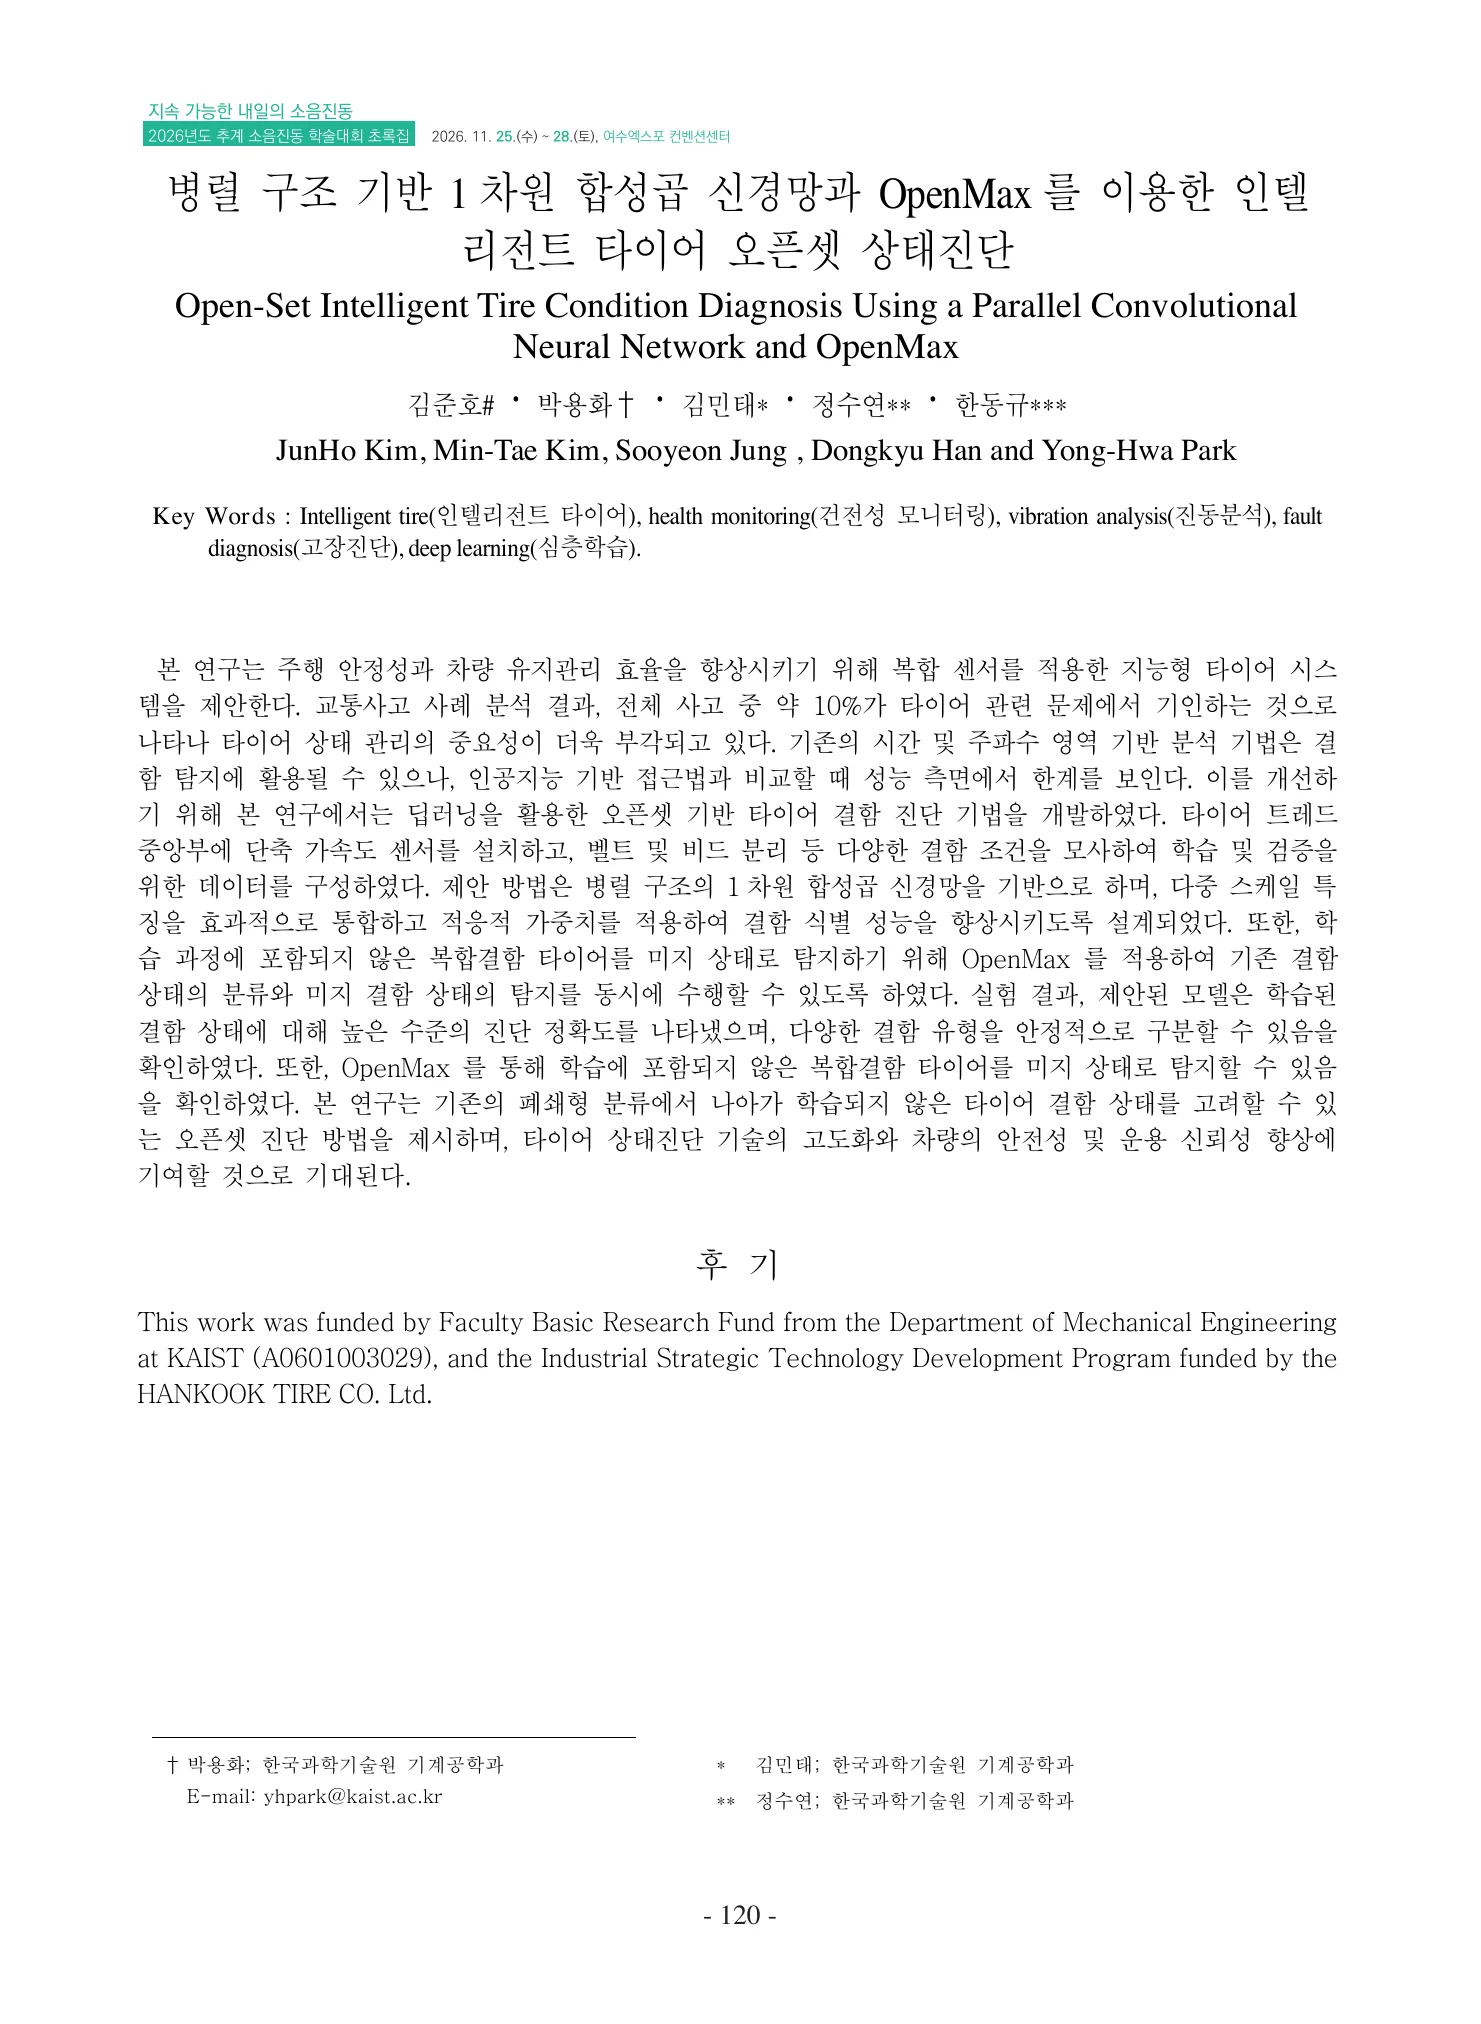 지속 가능한 내일의 소음진동
2026년도 추계 소음진동 학술대회 초록집 2026. 11. 25.(수) ~ 28.(토), 여수엑스포 컨벤션센터
병렬 구조 기반 1차원 합성곱 신경망과 OpenMax를 이용한 인텔
리전트 타이어 오픈셋 상태진단
Open-Set Intelligent Tire Condition Diagnosis Using a Parallel Convolutional
Neural Network and OpenMax
김준호# · 박용화† · 김민태* · 정수연** · 한동규***
JunHo Kim, Min-Tae Kim, Sooyeon Jung , Dongkyu Han and Yong-Hwa Park
Key Words : Intelligent tire(인텔리전트 타이어), health monitoring(건전성 모니터링), vibration analysis(진동분석), fault
diagnosis(고장진단), deep learning(심층학습).
본 연구는 주행 안정성과 차량 유지관리 효율을 향상시키기 위해 복합 센서를 적용한 지능형 타이어 시스
템을 제안한다. 교통사고 사례 분석 결과, 전체 사고 중 약 10%가 타이어 관련 문제에서 기인하는 것으로
나타나 타이어 상태 관리의 중요성이 더욱 부각되고 있다. 기존의 시간 및 주파수 영역 기반 분석 기법은 결
함 탐지에 활용될 수 있으나, 인공지능 기반 접근법과 비교할 때 성능 측면에서 한계를 보인다. 이를 개선하
기 위해 본 연구에서는 딥러닝을 활용한 오픈셋 기반 타이어 결함 진단 기법을 개발하였다. 타이어 트레드
중앙부에 단축 가속도 센서를 설치하고, 벨트 및 비드 분리 등 다양한 결함 조건을 모사하여 학습 및 검증을
위한 데이터를 구성하였다. 제안 방법은 병렬 구조의 1차원 합성곱 신경망을 기반으로 하며, 다중 스케일 특
징을 효과적으로 통합하고 적응적 가중치를 적용하여 결함 식별 성능을 향상시키도록 설계되었다. 또한, 학
습 과정에 포함되지 않은 복합결함 타이어를 미지 상태로 탐지하기 위해 OpenMax 를 적용하여 기존 결함
상태의 분류와 미지 결함 상태의 탐지를 동시에 수행할 수 있도록 하였다. 실험 결과, 제안된 모델은 학습된
결함 상태에 대해 높은 수준의 진단 정확도를 나타냈으며, 다양한 결함 유형을 안정적으로 구분할 수 있음을
확인하였다. 또한, OpenMax 를 통해 학습에 포함되지 않은 복합결함 타이어를 미지 상태로 탐지할 수 있음
을 확인하였다. 본 연구는 기존의 폐쇄형 분류에서 나아가 학습되지 않은 타이어 결함 상태를 고려할 수 있
는 오픈셋 진단 방법을 제시하며, 타이어 상태진단 기술의 고도화와 차량의 안전성 및 운용 신뢰성 향상에
기여할 것으로 기대된다.
후 기
This work was funded by Faculty Basic Research Fund from the Department of Mechanical Engineering
at KAIST (A0601003029), and the Industrial Strategic Technology Development Program funded by the
HANKOOK TIRE CO. Ltd.
† 박용화; 한국과학기술원 기계공학과
E-mail: yhpark@kaist.ac.kr
* 김민태; 한국과학기술원 기계공학과
** 정수연; 한국과학기술원 기계공학과
- 120 -